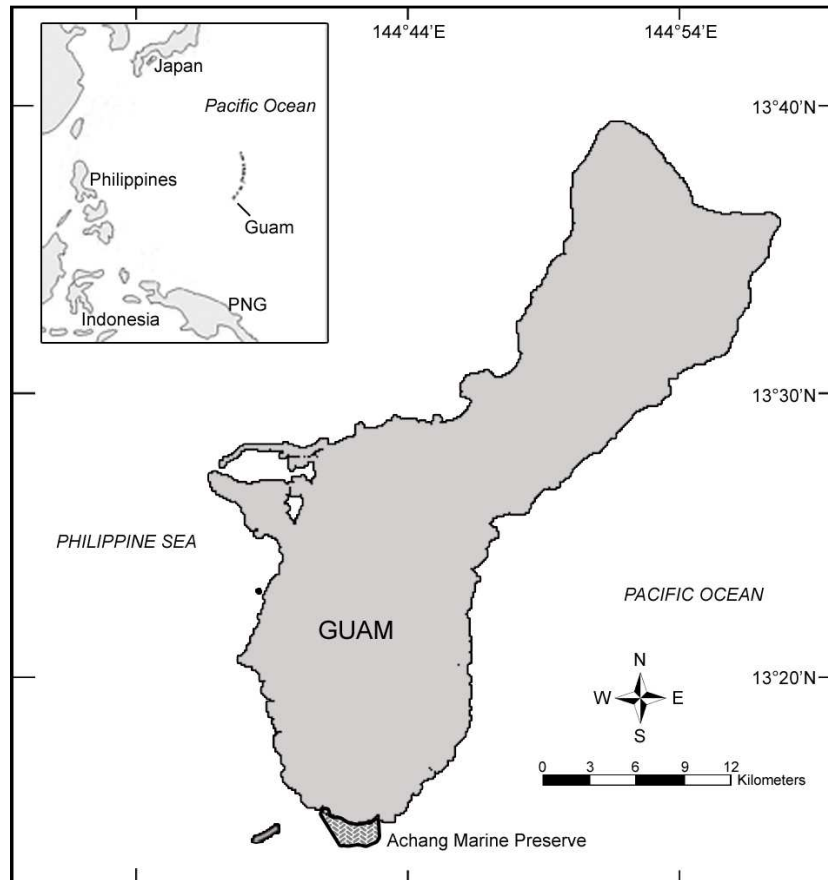 144°44'E
144°54'E
Japan
Pacific Ocean
13°40'N
Philippines
Guam
PNG
Indonesia
13°30'N
PHILIPPINE SEA
PACIFIC OCEAN
GUAM
N
13°20'N
W
E
S
0 3 6 9 12
Kilometers
Achang Marine Preserve